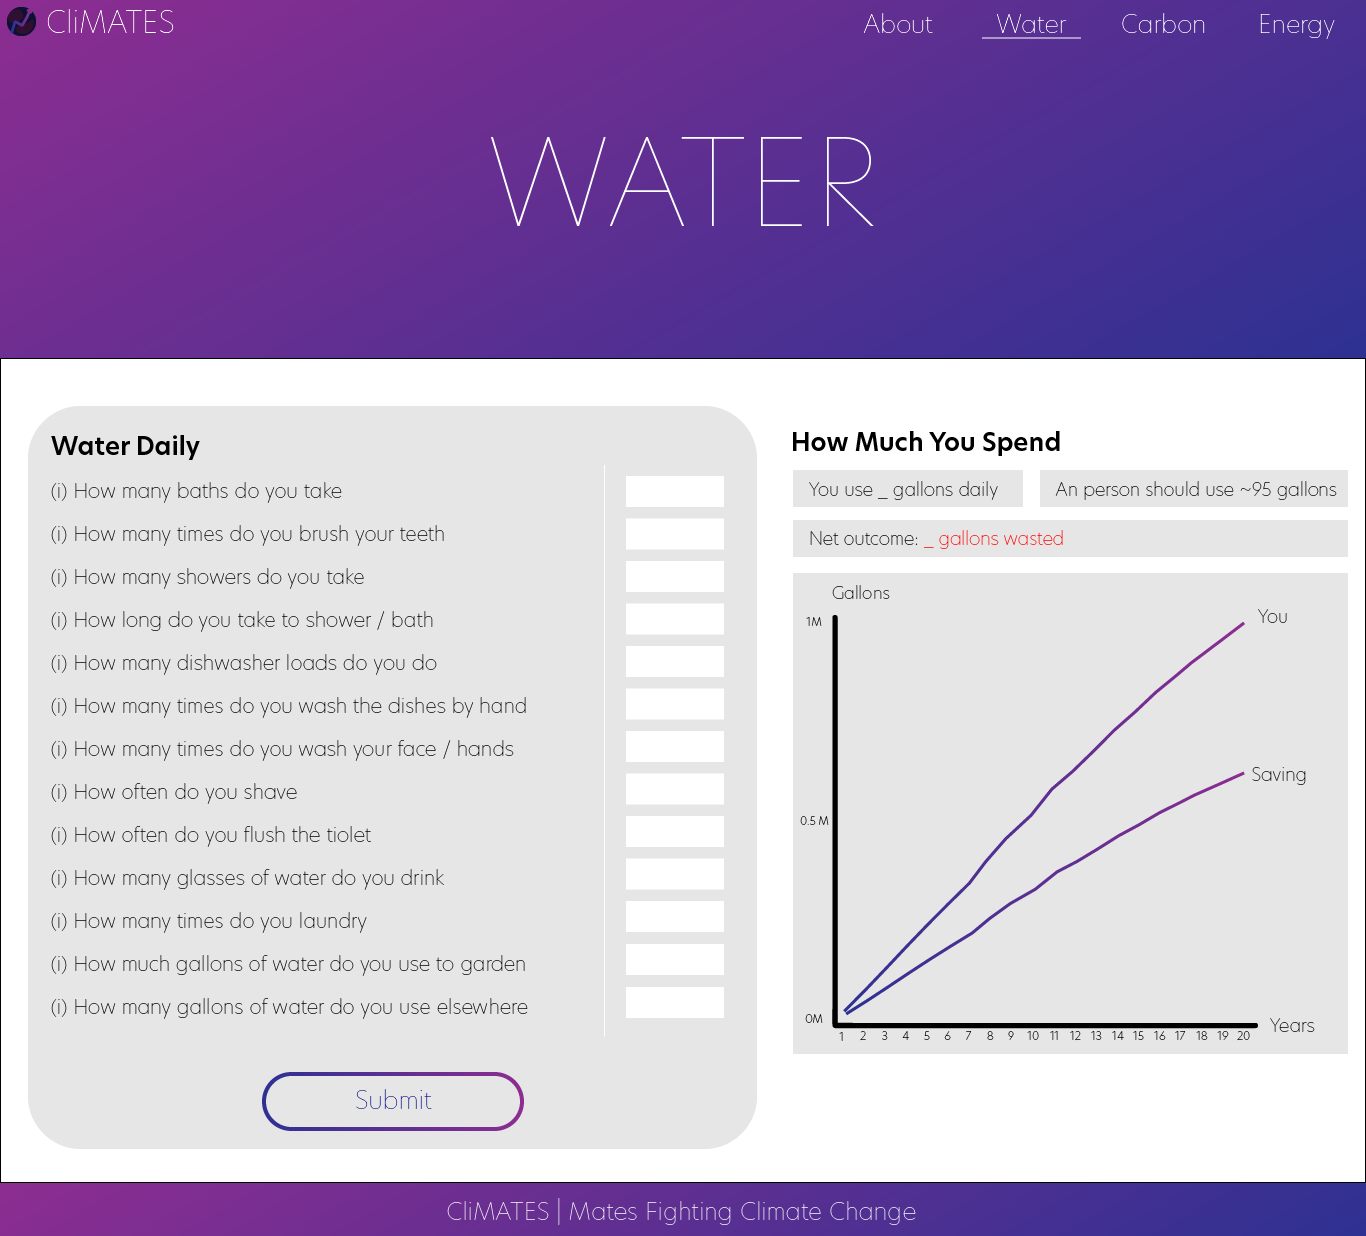 CliMATES
About Water Carbon Energy
WATER
Water Daily
(i) How many baths do you take
(i) How many times do you brush your teeth
(i) How many showers do you take
(i) How long do you take to shower / bath
(i) How many dishwasher loads do you do
(i) How many times do you wash the dishes by hand
(i) How many times do you wash your face / hands
(i) How often do you shave
(i) How often do you flush the tiolet
(i) How many glasses of water do you drink
(i) How many times do you laundry
(i) How much gallons of water do you use to garden
(i) How many gallons of water do you use elsewhere
Submit
How Much You Spend
You use _ gallons daily
An person should use ~95 gallons
Net outcome: _ gallons wasted
Gallons
1M
You
Saving
0.5 M
0M
1 2 3 4 5 6 7 8 9 10 11 12 13 14 15 16 17 18 19 20
Years
CliMATES | Mates Fighting Climate Change